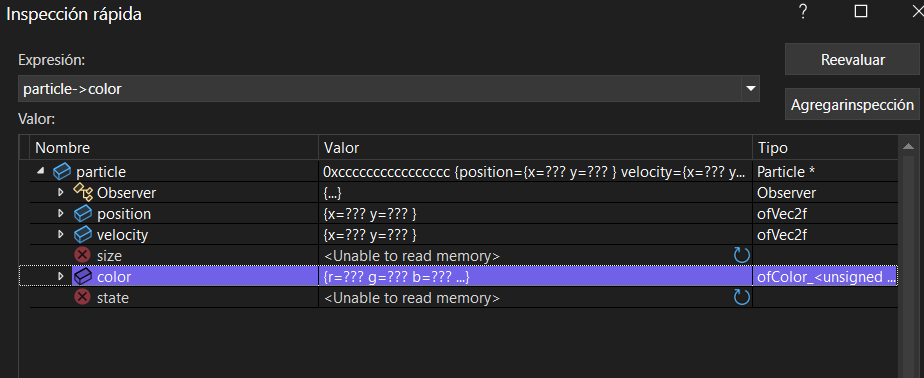 Inspección rápida
?
Expresión:
Reevaluar
particle->color
Agregarinspección
Valor:
Nombre Valor Tipo
particle 0xcccccccccccccccc {position={x=??? y=??? } velocity={x=??? y... Particle *
Observer {...} Observer
position {x=??? y=??? } ofVec2f
velocity {x=??? y=??? } ofVec2f
size <Unable to read memory>
color {r=??? g=??? b=??? ...} ofColor_<unsigned ...
state <Unable to read memory>